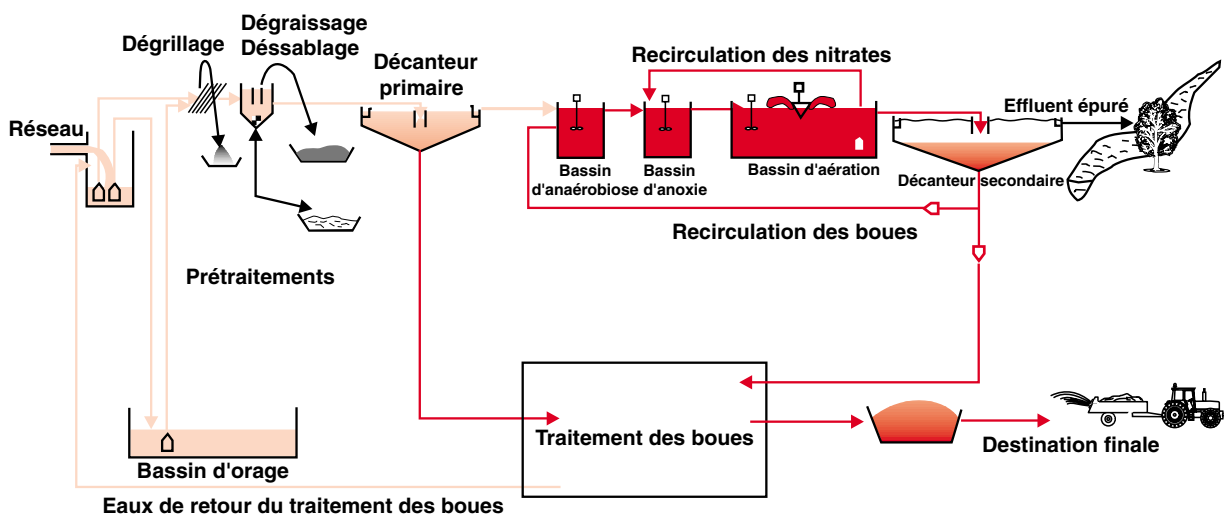 Dégraissage
Déssablage
Dégrillage
Décanteur
primaire
Recirculation des nitrates
Réseau
Effluent épuré
Bassin
d'anaérobiose
Bassin
d'anoxie
Bassin d'aération
Décanteur secondaire
Recirculation des boues
Prétraitements
Traitement des boues
Destination finale
Bassin d'orage
Eaux de retour du traitement des boues